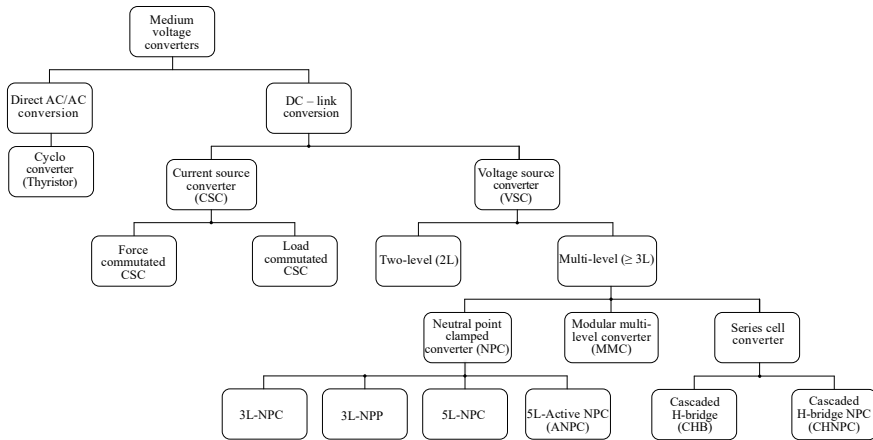 Medium
voltage
converters
Direct AC/AC
conversion
DC – link
conversion
Cyclo
converter
(Thyristor)
Current source
converter
(CSC)
Voltage source
converter
(VSC)
Force
commutated
CSC
Load
commutated
CSC
Two-level (2L)
Multi-level (≥ 3L)
Neutral point
clamped
converter (NPC)
Modular multi-
level converter
(MMC)
Series cell
converter
3L-NPC
3L-NPP
5L-NPC
5L-Active NPC
(ANPC)
Cascaded
H-bridge
(CHB)
Cascaded
H-bridge NPC
(CHNPC)